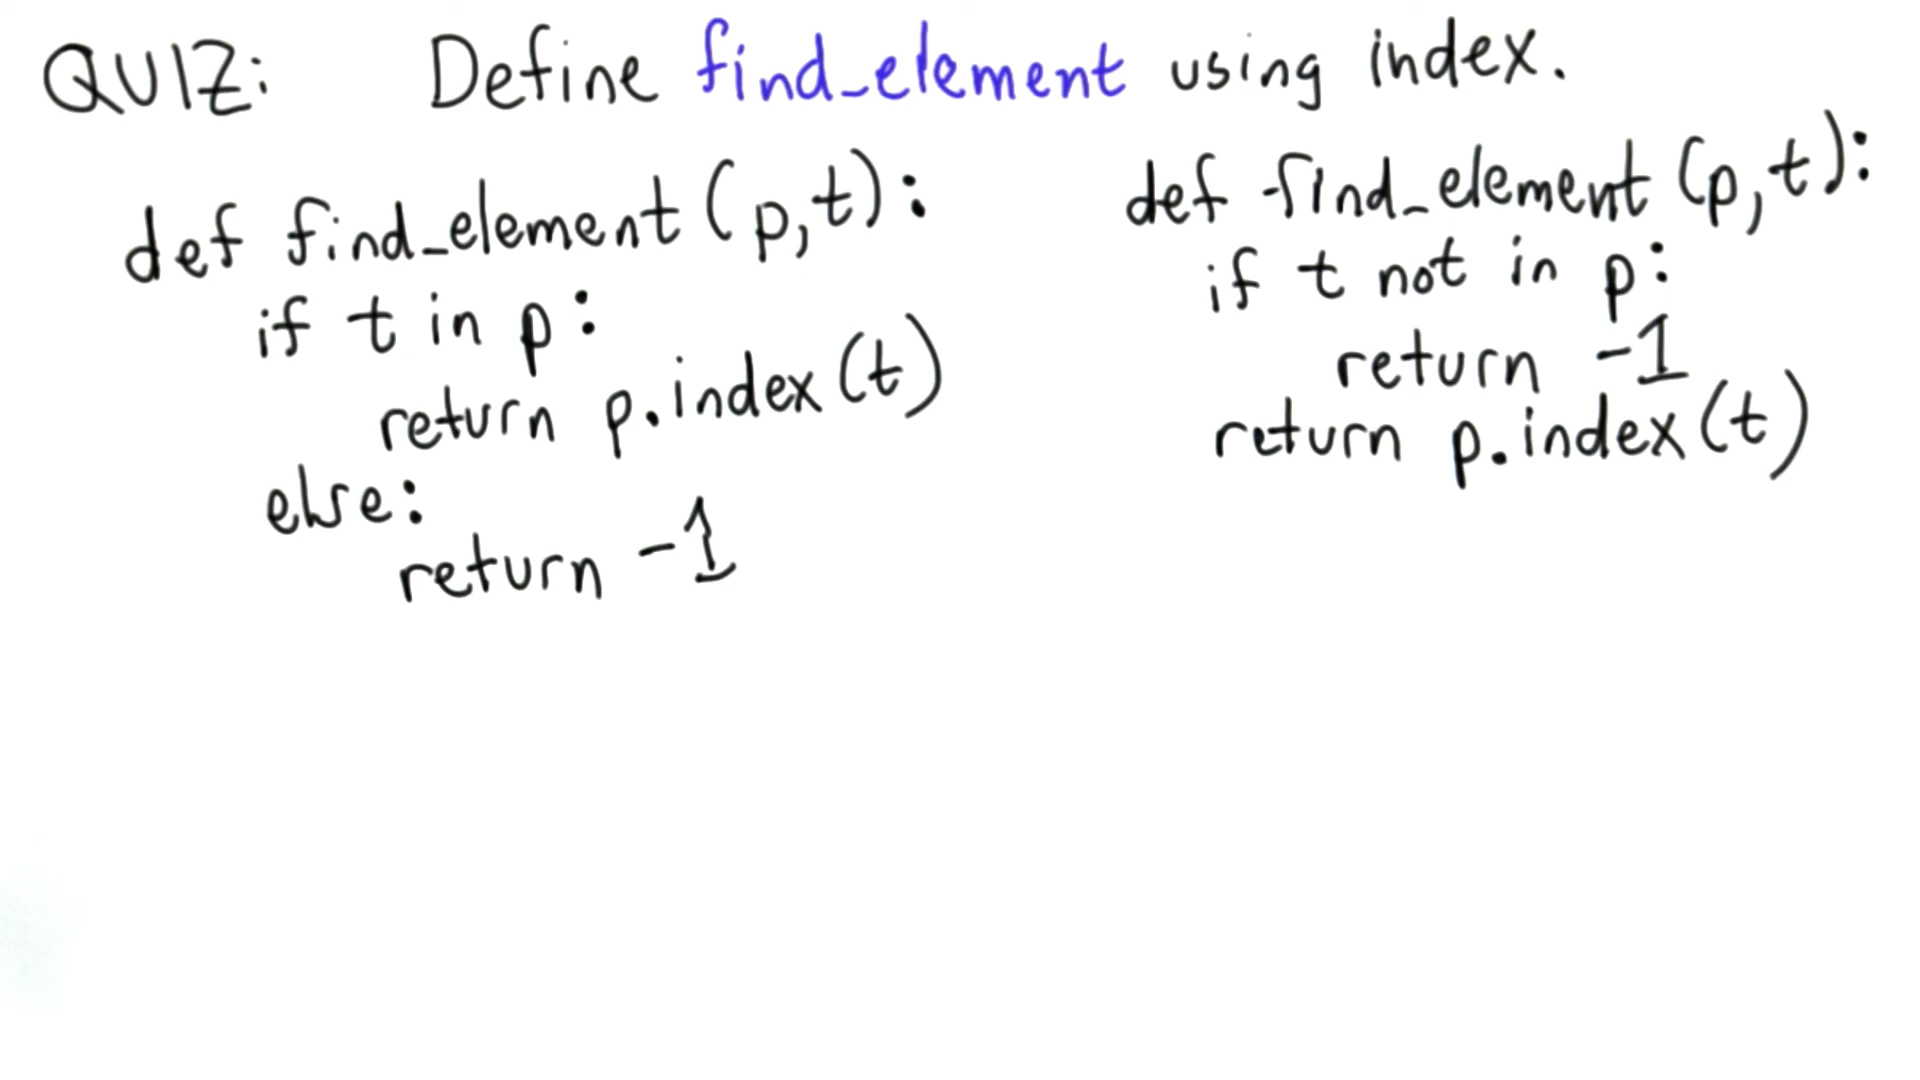 QUIZ: Define find_element using index.
def find_element(p,t):
if t in p:
return p.index(t)
else:
return -1
def find_element(p,t):
if t not in p:
return -1
return p.index(t)